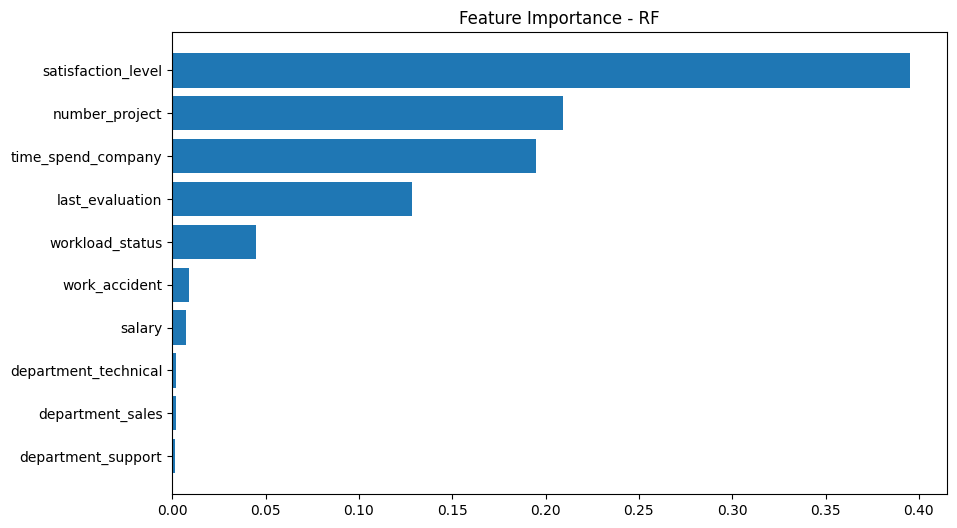 Feature Importance - RF
satisfaction_level
number_project
time_spend_company
last_evaluation
workload_status
work_accident
salary
department_technical
department_sales
department_support
0.00 0.05 0.10 0.15 0.20 0.25 0.30 0.35 0.40